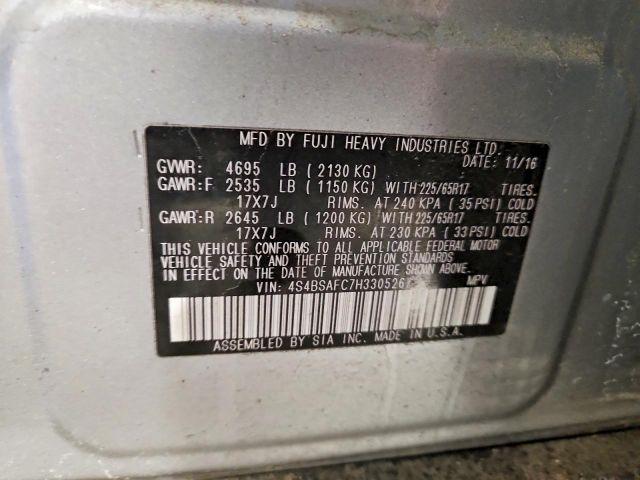 MFD BY FUJI HEAVY INDUSTRIES LTD.
DATE: 11/16
GVWR: 4695 LB ( 2130 KG)
GAWR:F 2535 LB ( 1150 KG) WITH 225/65R17 TIRES.
17X7J RIMS. AT 240 KPA ( 35 PSI) COLD
GAWR:R 2645 LB ( 1200 KG) WITH 225/65R17 TIRES.
17X7J RIMS. AT 230 KPA ( 33 PSI) COLD
THIS VEHICLE CONFORMS TO ALL APPLICABLE FEDERAL MOTOR
VEHICLE SAFETY AND THEFT PREVENTION STANDARDS
IN EFFECT ON THE DATE OF MANUFACTURE SHOWN ABOVE.
VIN: 4S4BSAFC7H330526 MPV
ASSEMBLED BY SIA INC. MADE IN U.S.A.